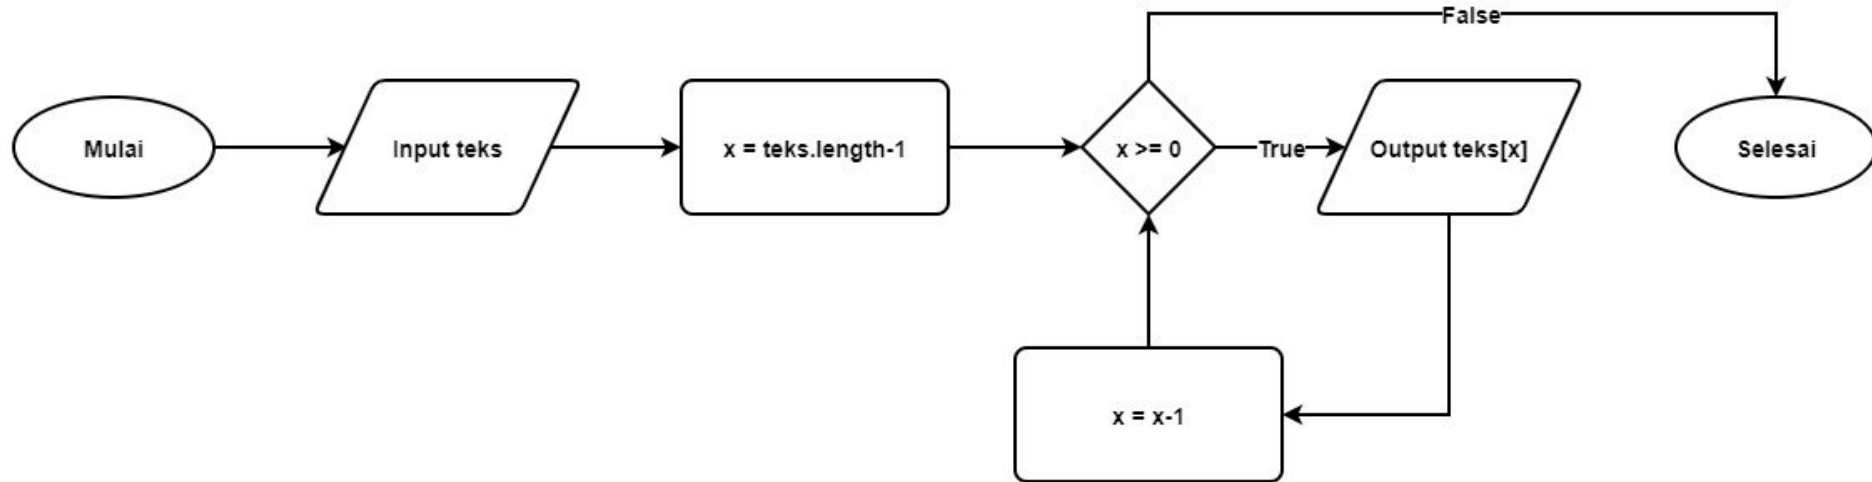 Mulai
Input teks
x = teks.length-1
x >= 0
False
True
Output teks[x]
Selesai
x = x-1